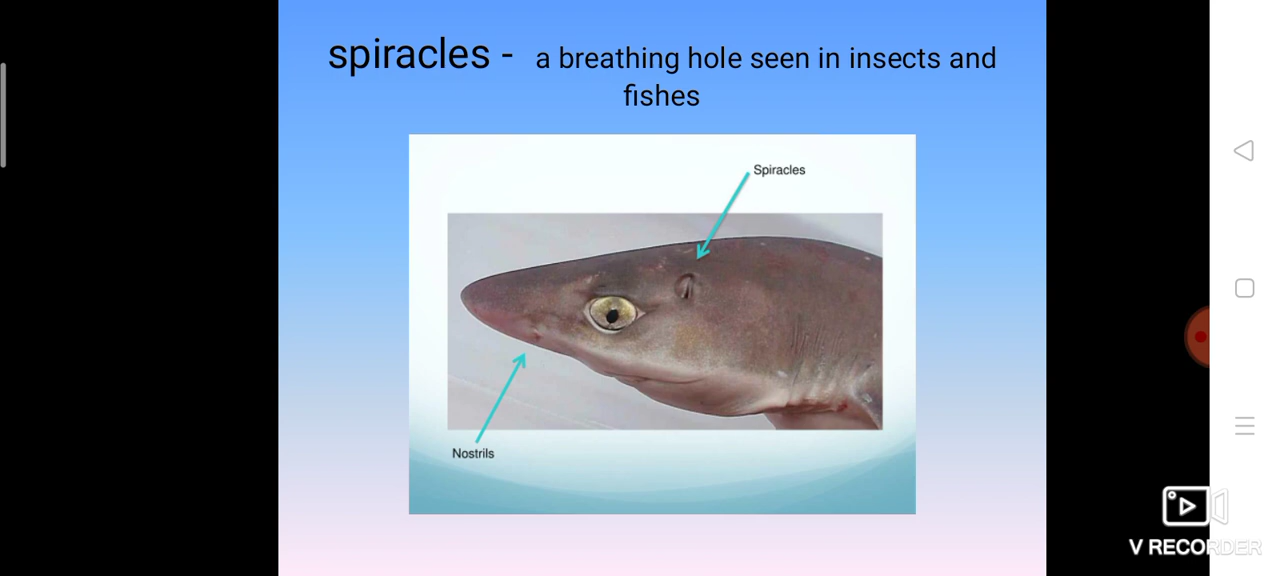 spiracles - a breathing hole seen in insects and
fishes
Spiracles
Nostrils
V RECORDER